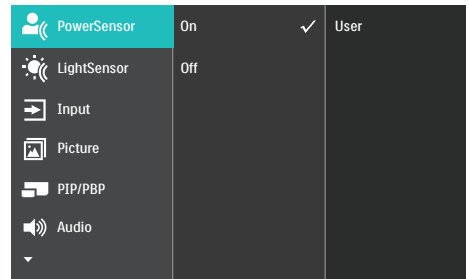 PowerSensor
On
User
LightSensor
Off
Input
Picture
PIP/PBP
Audio